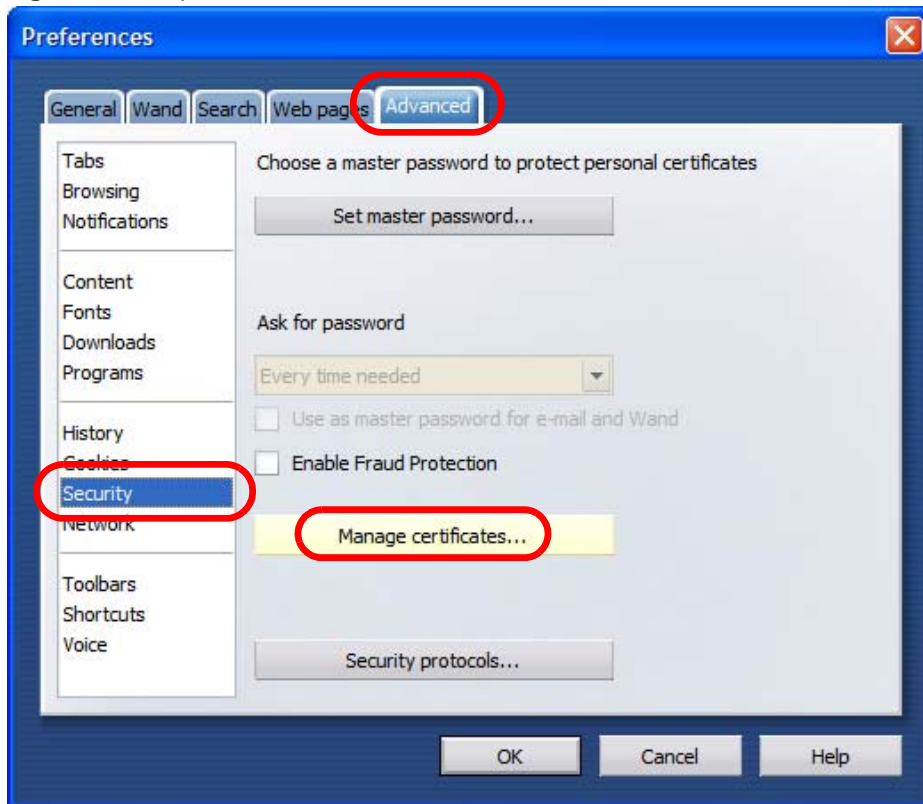 Preferences
General Wand Search Web pages Advanced
Tabs
Browsing
Notifications
Content
Fonts
Downloads
Programs
History
Cookies
Security
Network
Toolbars
Shortcuts
Voice
Choose a master password to protect personal certificates
Set master password...
Ask for password
Every time needed
Use as master password for e-mail and Wand
Enable Fraud Protection
Manage certificates...
Security protocols...
OK Cancel Help